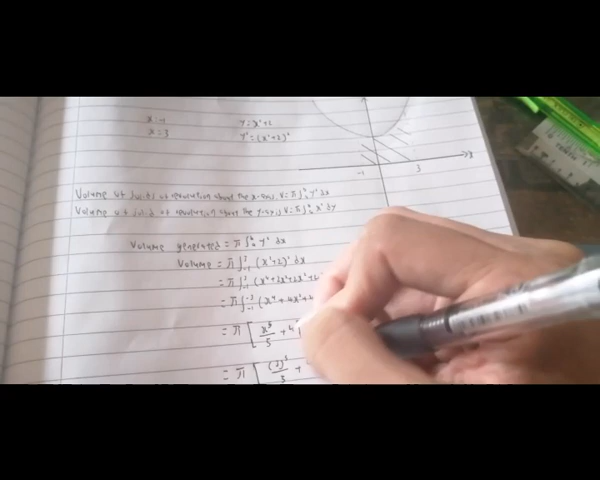 x=-1 y=x²+2
x=3 y²=(x²+2)²
x
-1 3
Volume of solid of revolution about the x-axis V=π∫ₐᵇ y² dx
Volume of solid of revolution about the y-axis V=π∫ₐᵇ x² dy
Volume generated = π∫ₐᵇ y² dx
Volume = π∫₋₁³ (x²+2)² dx
= π∫₋₁³ (x⁴+2x²+2x²+
= π∫₋₁³ (x⁴+4x²+4
= π[x⁵/5 + 4
= π[(3)⁵/5 +